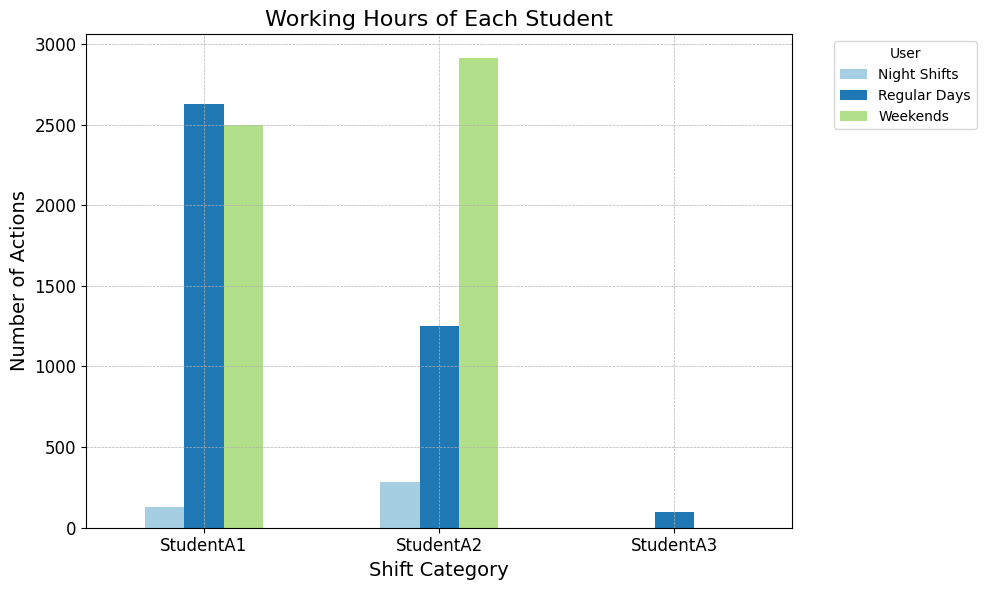 Working Hours of Each Student
Number of Actions
3000
2500
2000
1500
1000
500
0
StudentA1
StudentA2
StudentA3
Shift Category
User
Night Shifts
Regular Days
Weekends